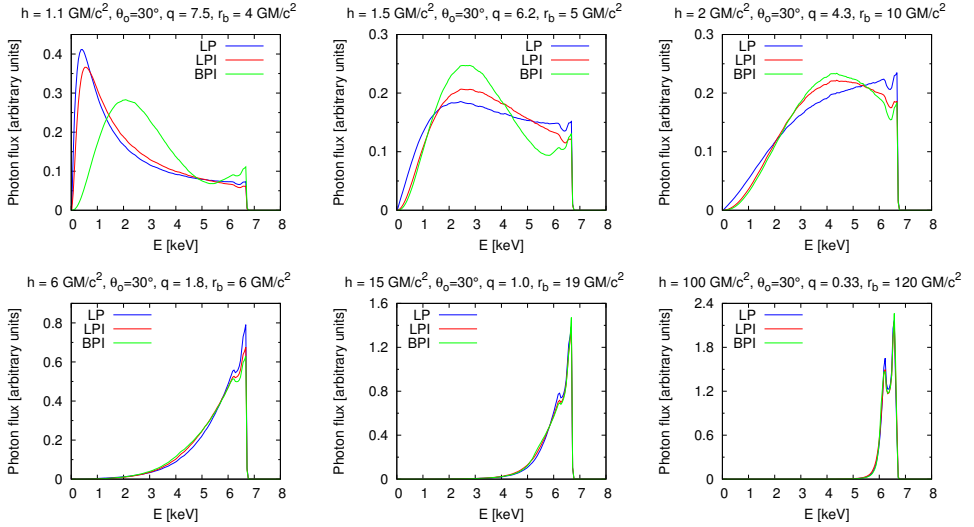 h = 1.1 GM/c², θₒ=30°, q = 7.5, r_b = 4 GM/c²
Photon flux [arbitrary units]
LP
LPI
BPI
0.4
0.3
0.2
0.1
0
0 1 2 3 4 5 6 7 8
E [keV]
h = 1.5 GM/c², θₒ=30°, q = 6.2, r_b = 5 GM/c²
Photon flux [arbitrary units]
LP
LPI
BPI
0.3
0.2
0.1
0
0 1 2 3 4 5 6 7 8
E [keV]
h = 2 GM/c², θₒ=30°, q = 4.3, r_b = 10 GM/c²
Photon flux [arbitrary units]
LP
LPI
BPI
0.3
0.2
0.1
0
0 1 2 3 4 5 6 7 8
E [keV]
h = 6 GM/c², θₒ=30°, q = 1.8, r_b = 6 GM/c²
Photon flux [arbitrary units]
LP
LPI
BPI
0.9
0.6
0.3
0
0 1 2 3 4 5 6 7 8
E [keV]
h = 15 GM/c², θₒ=30°, q = 1.0, r_b = 19 GM/c²
Photon flux [arbitrary units]
LP
LPI
BPI
1.6
1.2
0.8
0.4
0
0 1 2 3 4 5 6 7 8
E [keV]
h = 100 GM/c², θₒ=30°, q = 0.33, r_b = 120 GM/c²
Photon flux [arbitrary units]
LP
LPI
BPI
2.4
1.8
1.2
0.6
0
0 1 2 3 4 5 6 7 8
E [keV]